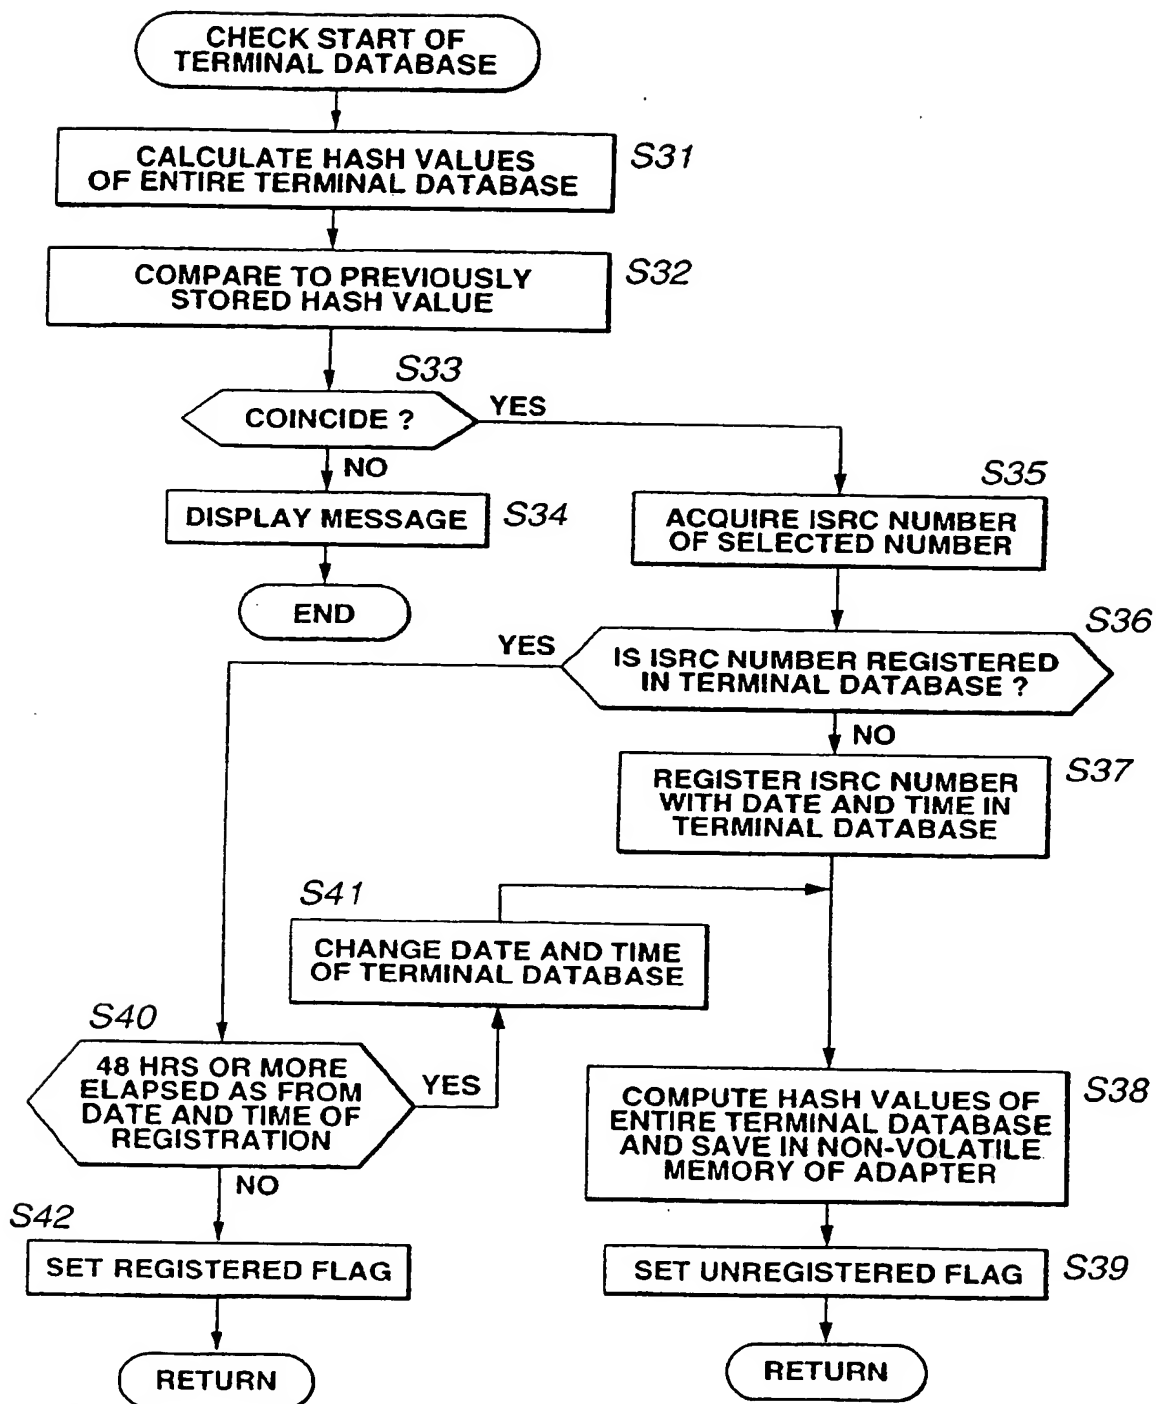 CHECK START OF
TERMINAL DATABASE
CALCULATE HASH VALUES
OF ENTIRE TERMINAL DATABASE
S31
COMPARE TO PREVIOUSLY
STORED HASH VALUE
S32
S33
COINCIDE ?
YES
NO
DISPLAY MESSAGE
S34
END
S35
ACQUIRE ISRC NUMBER
OF SELECTED NUMBER
S36
YES
IS ISRC NUMBER REGISTERED
IN TERMINAL DATABASE ?
NO
REGISTER ISRC NUMBER
WITH DATE AND TIME IN
TERMINAL DATABASE
S37
S41
CHANGE DATE AND TIME
OF TERMINAL DATABASE
S40
48 HRS OR MORE
ELAPSED AS FROM
DATE AND TIME OF
REGISTRATION
YES
NO
COMPUTE HASH VALUES OF
ENTIRE TERMINAL DATABASE
AND SAVE IN NON-VOLATILE
MEMORY OF ADAPTER
S38
S42
SET REGISTERED FLAG
SET UNREGISTERED FLAG
S39
RETURN
RETURN